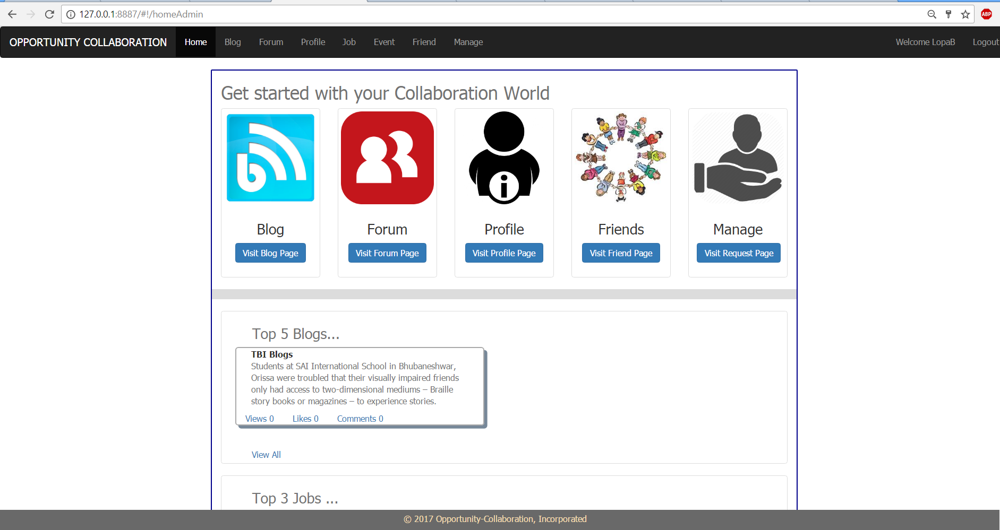 127.0.0.1:8887/#!/homeAdmin
ABP
OPPORTUNITY COLLABORATION Home Blog Forum Profile Job Event Friend Manage Welcome LopaB Logout
Get started with your Collaboration World
b
i
Blog Forum Profile Friends Manage
Visit Blog Page Visit Forum Page Visit Profile Page Visit Friend Page Visit Request Page
Top 5 Blogs...
TBI Blogs
Students at SAI International School in Bhubaneshwar,
Orissa were troubled that their visually impaired friends
only had access to two-dimensional mediums – Braille
story books or magazines – to experience stories.
Views 0 Likes 0 Comments 0
View All
Top 3 Jobs ...
© 2017 Opportunity-Collaboration, Incorporated